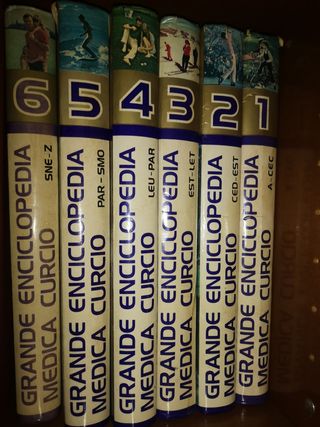 6
SNE-Z
GRANDE ENCICLOPEDIA
MEDICA CURCIO
5
PAR-SMO
GRANDE ENCICLOPEDIA
MEDICA CURCIO
4
LEU-PAR
GRANDE ENCICLOPEDIA
MEDICA CURCIO
3
EST-LET
GRANDE ENCICLOPEDIA
MEDICA CURCIO
2
CED-EST
GRANDE ENCICLOPEDIA
MEDICA CURCIO
1
A-CEC
GRANDE ENCICLOPEDIA
MEDICA CURCIO